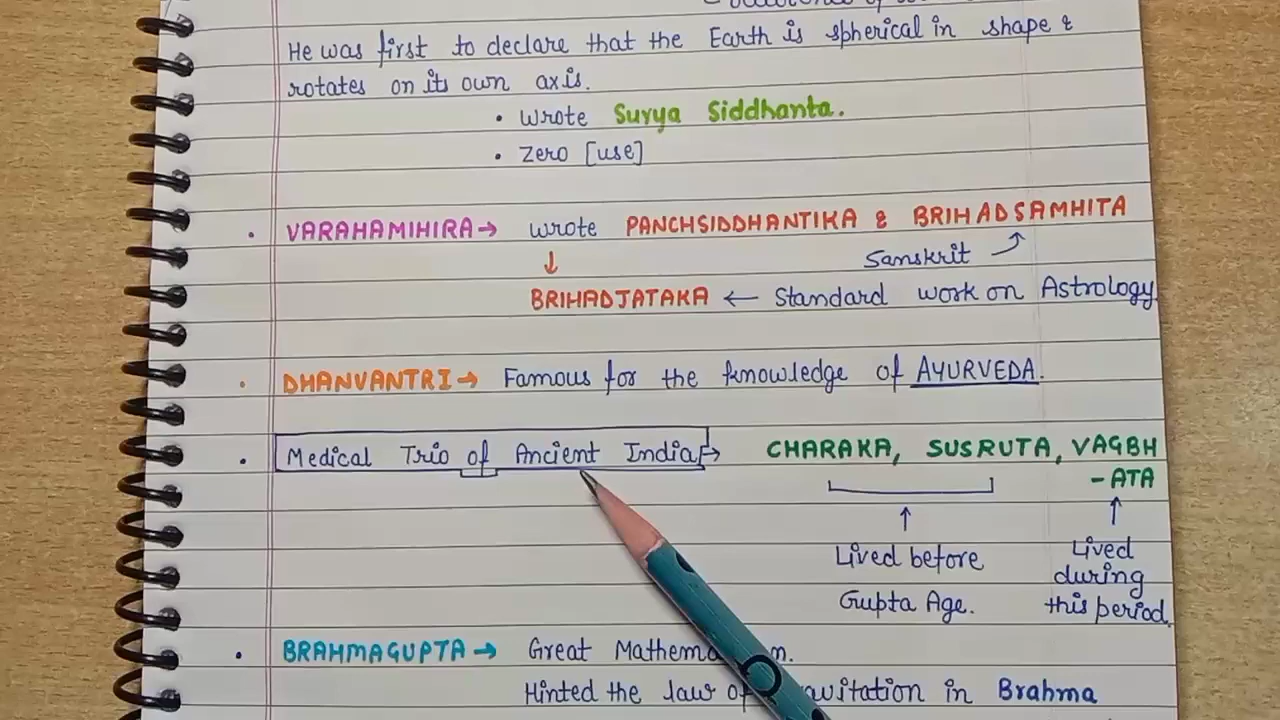 He was first to declare that the Earth is spherical in shape &
rotates on its own axis.
• Wrote Surya Siddhanta.
• Zero [use]
• VARAHAMIHIRA → wrote PANCHSIDDHANTIKA & BRIHADSAMHITA
↓ Sanskrit
BRIHADJATAKA ← Standard work on Astrology
• DHANVANTRI → Famous for the knowledge of AYURVEDA.
• Medical Trio of Ancient India → CHARAKA, SUSRUTA, VAGBH
-ATA
↑ ↑
Lived before Lived
during
Gupta Age. this period.
• BRAHMAGUPTA → Great
Hinted the law of in Brahma